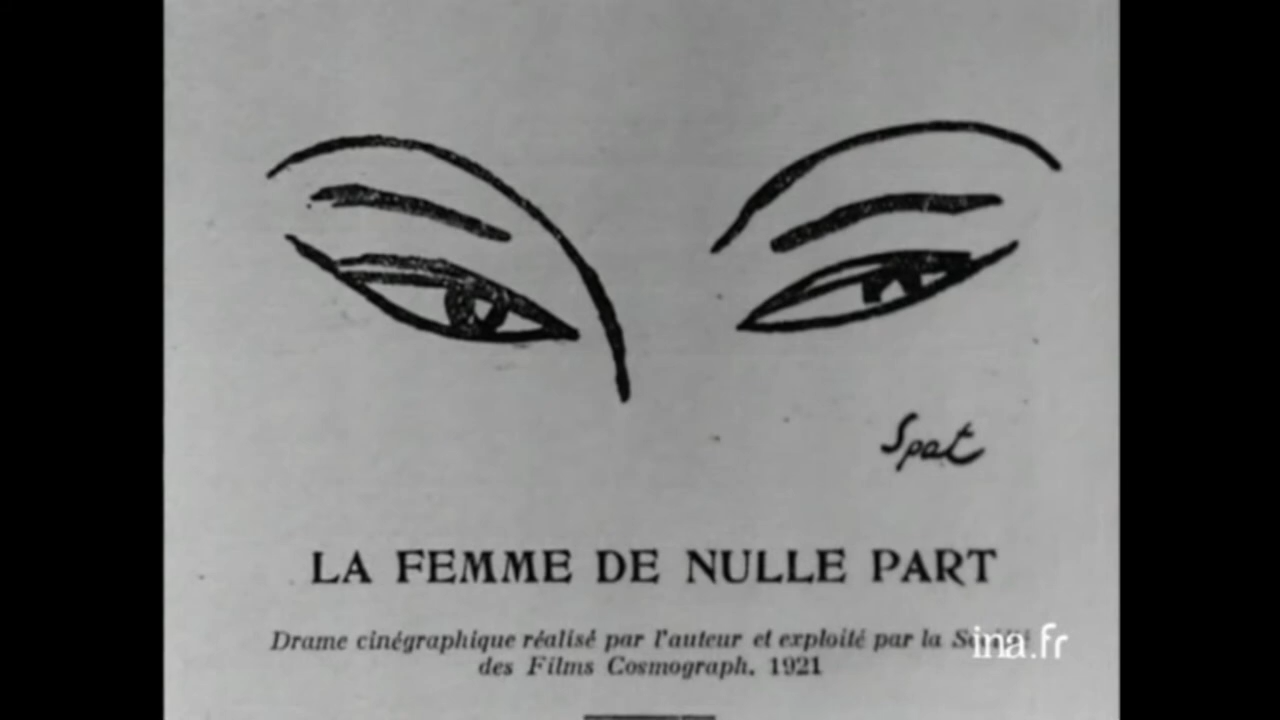 Spat
LA FEMME DE NULLE PART
Drame cinégraphique réalisé par l'auteur et exploité par la
des Films Cosmograph. 1921
ina.fr